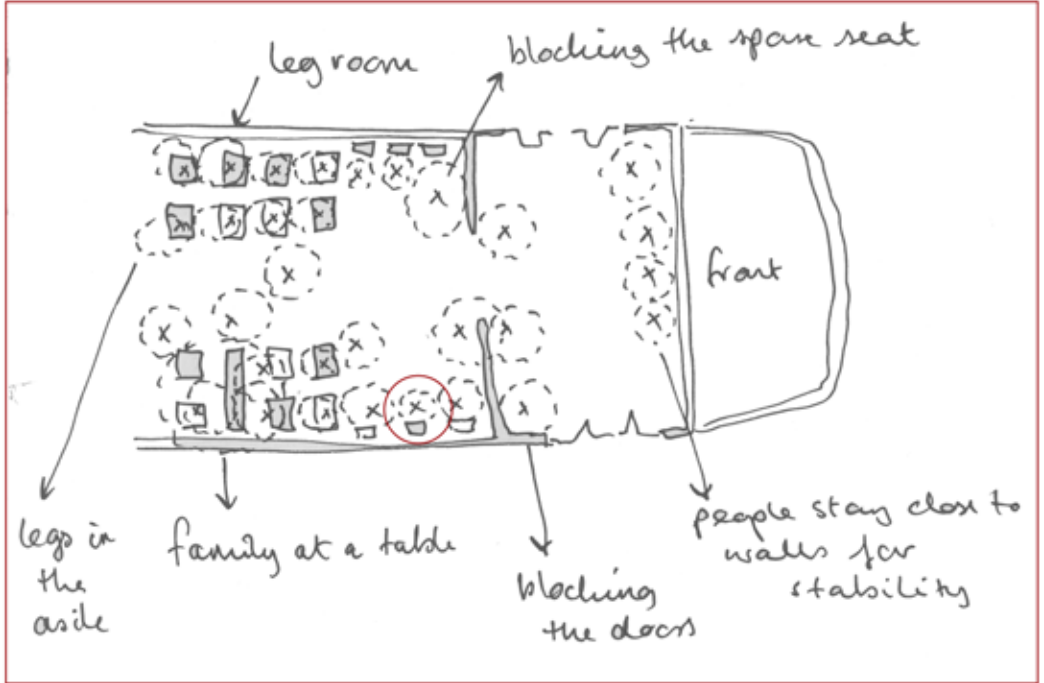 leg room
blocking the spare seat
front
legs in
the
asile
family at a table
blocking
the doors
people stay close to
walls for
stability